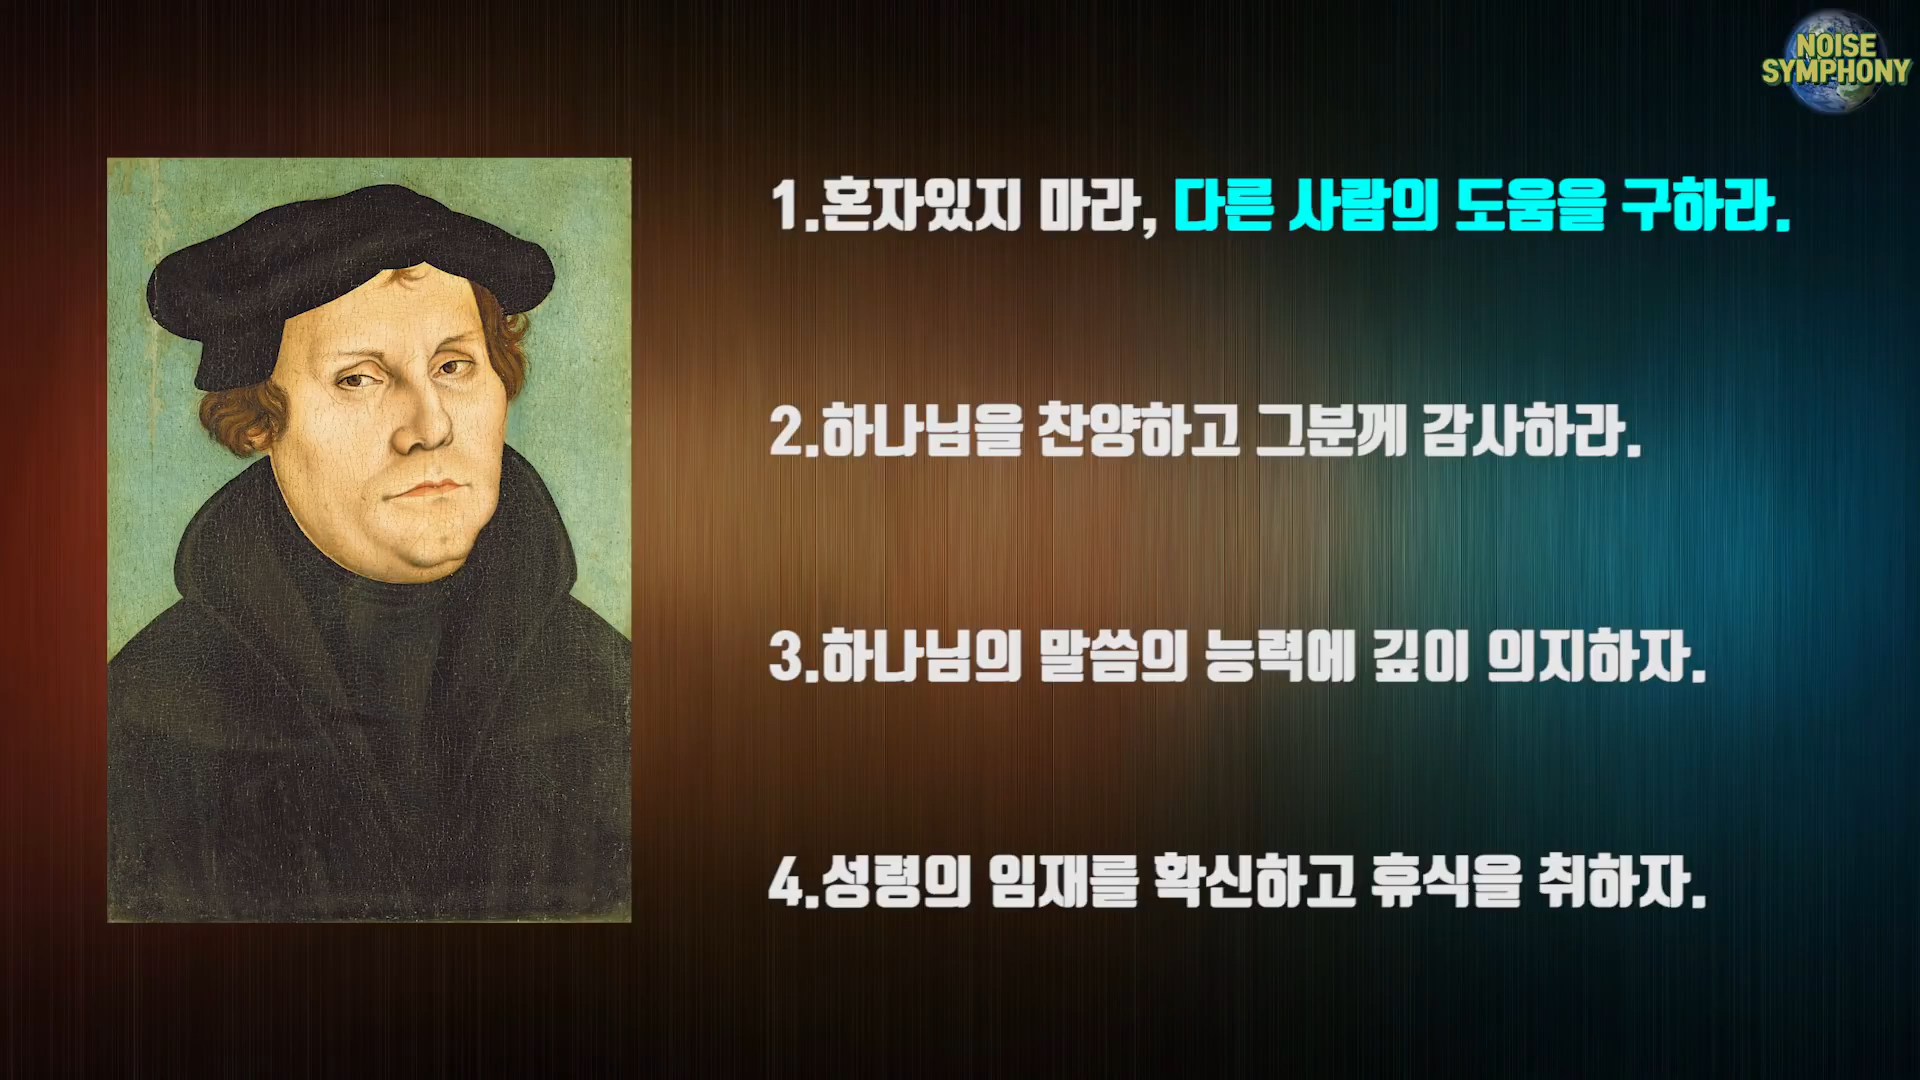 NOISE
SYMPHONY
1.혼자있지 마라, 다른 사람의 도움을 구하라.
2.하나님을 찬양하고 그분께 감사하라.
3.하나님의 말씀의 능력에 깊이 의지하자.
4.성령의 임재를 확신하고 휴식을 취하자.